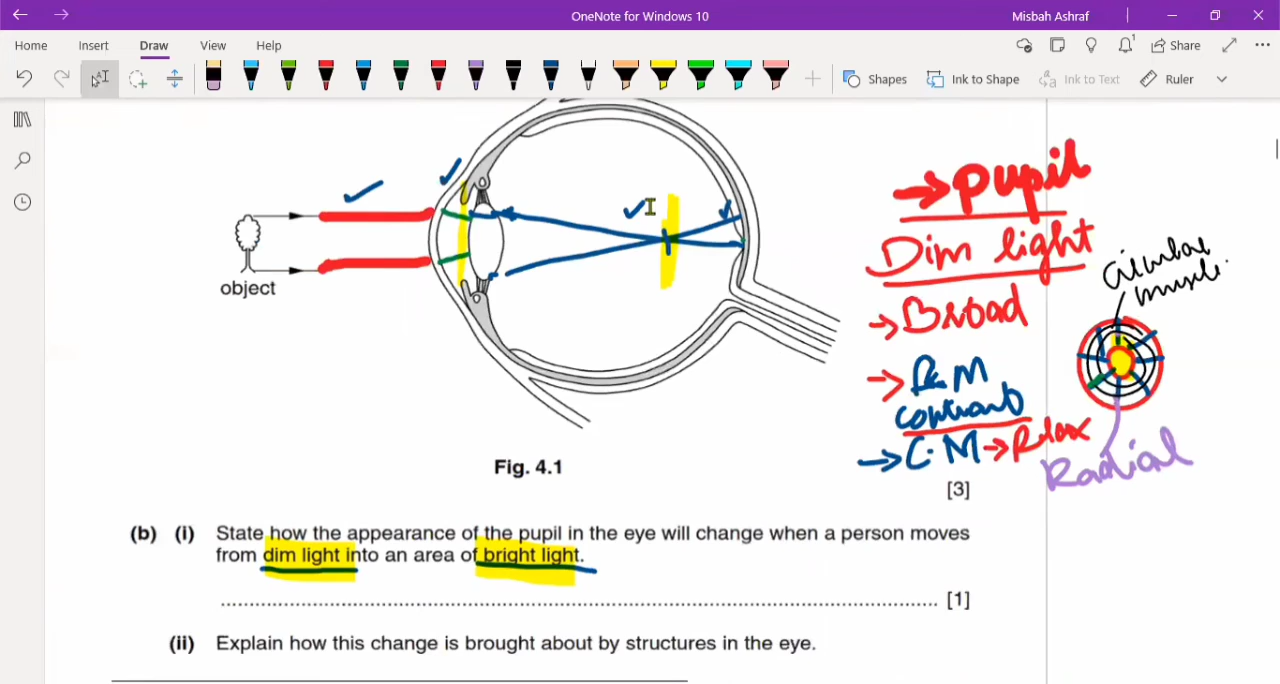 OneNote for Windows 10
Misbah Ashraf
Home Insert Draw View Help
Share
Shapes
Ink to Shape
Ink to Text
Ruler
object
→ Pupil
Dim light
→ Broad
Circular
muscle.
→ R.M
contracts
→ C.M → Relax
Radial
Fig. 4.1
[3]
(b) (i) State how the appearance of the pupil in the eye will change when a person moves
from dim light into an area of bright light.
[1]
(ii) Explain how this change is brought about by structures in the eye.